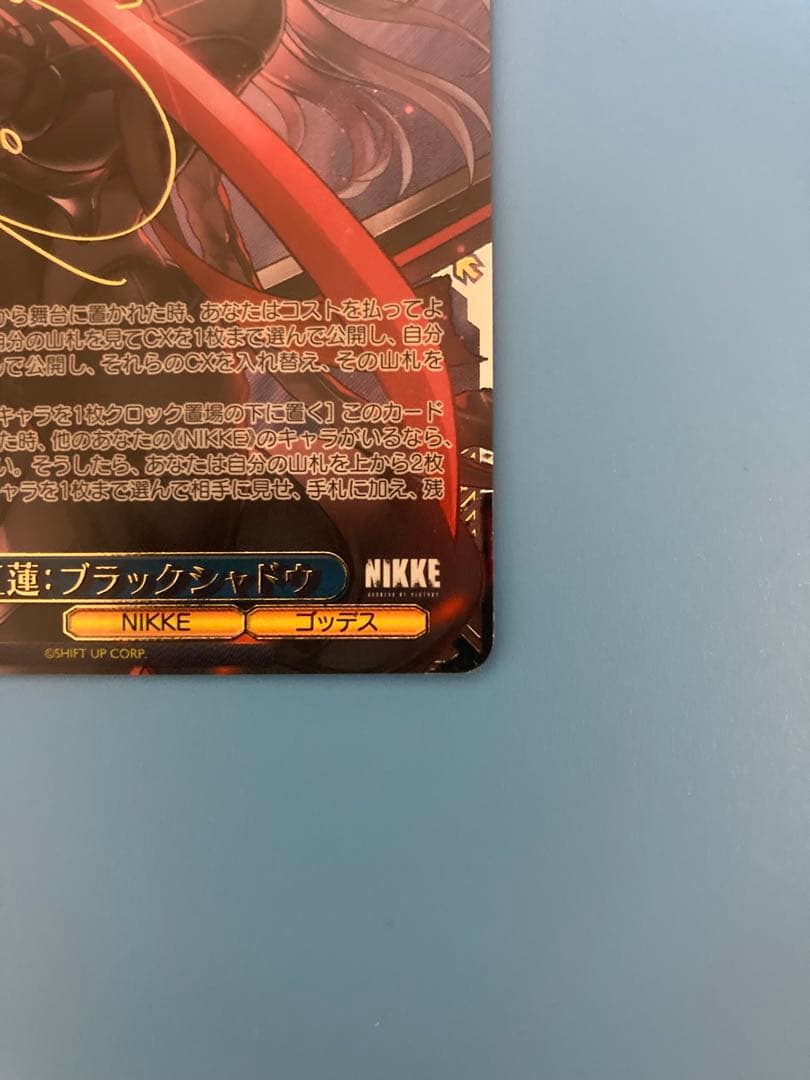 から舞台に置かれた時、あなたはコストを払ってよ
自分の山札を見てCXを1枚まで選んで公開し、自分
んで公開し、それらのCXを入れ替え、その山札を
キャラを1枚クロック置場の下に置く］このカード
た時、他のあなたの《NIKKE》のキャラがいるなら、
い。そうしたら、あなたは自分の山札を上から2枚
ャラを1枚まで選んで相手に見せ、手札に加え、残
紅蓮：ブラックシャドウ
NIKKE
GODDESS OF VICTORY
NIKKE
ゴッデス
©SHIFT UP CORP.